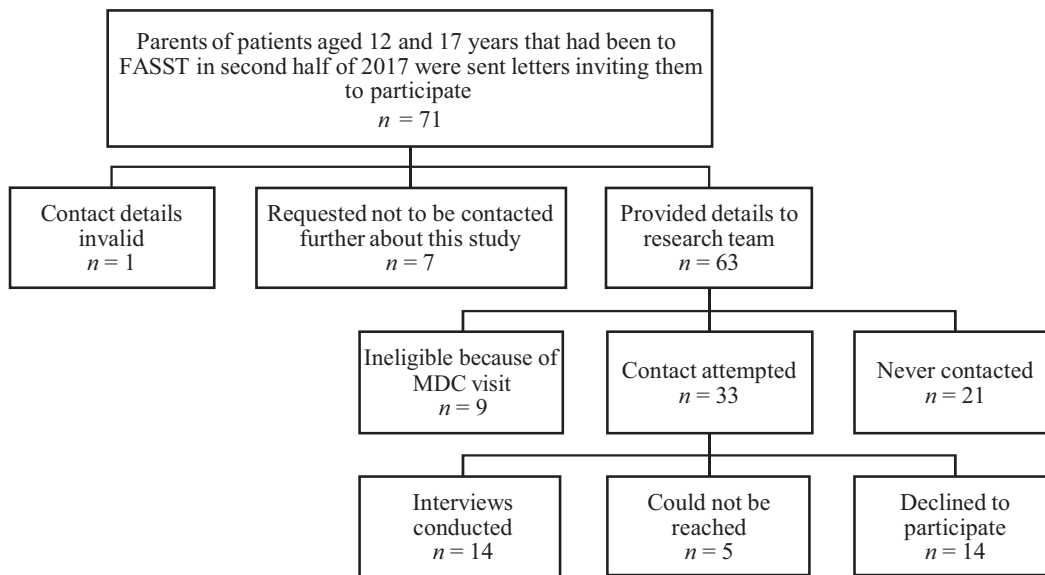 Parents of patients aged 12 and 17 years that had been to
FASST in second half of 2017 were sent letters inviting them
to participate
n = 71
Contact details
invalid
n = 1
Requested not to be contacted
further about this study
n = 7
Provided details to
research team
n = 63
Ineligible because of
MDC visit
n = 9
Contact attempted
n = 33
Never contacted
n = 21
Interviews
conducted
n = 14
Could not be
reached
n = 5
Declined to
participate
n = 14